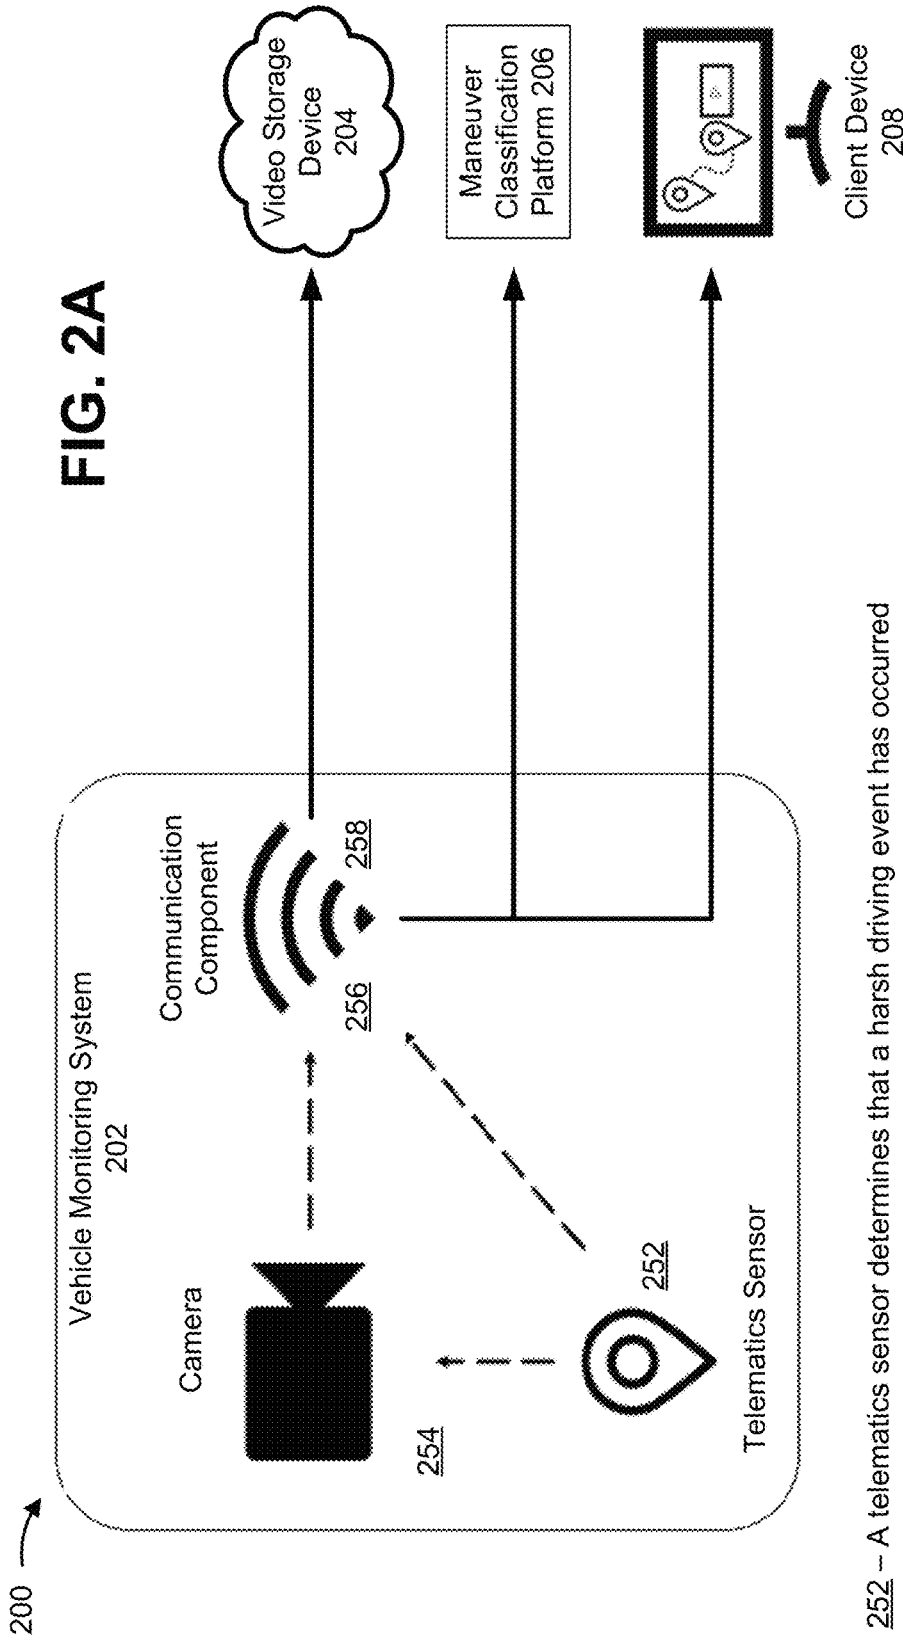 FIG. 2A
200
Vehicle Monitoring System
202
Camera
254
Communication
Component
256
258
252
Telematics Sensor
Video Storage
Device
204
Maneuver
Classification
Platform 206
Client Device
208
252 – A telematics sensor determines that a harsh driving event has occurred